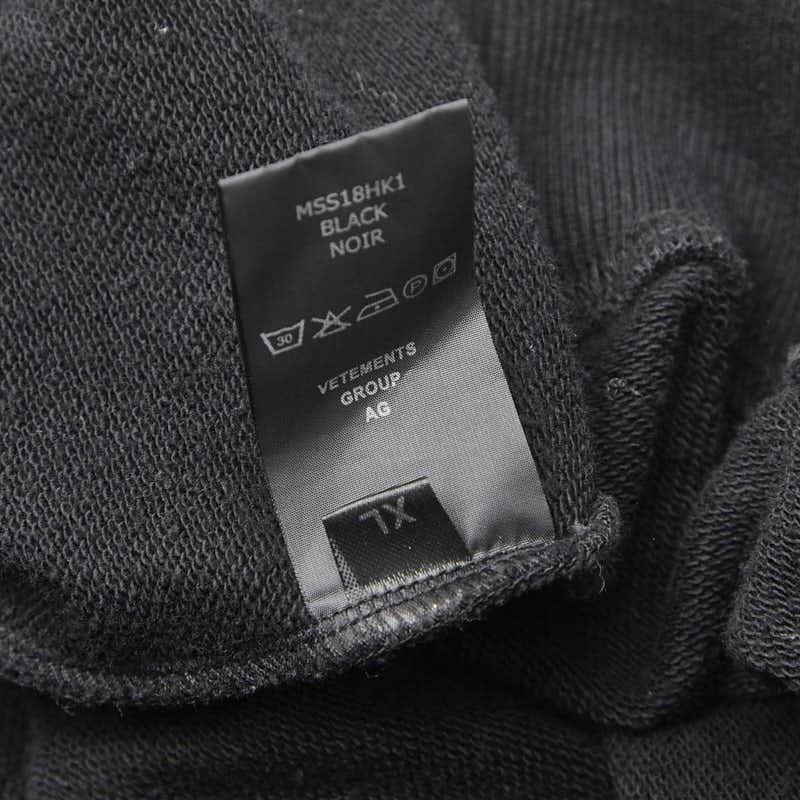 MSS18HK1
BLACK
NOIR
30 P
VETEMENTS
GROUP
AG
XL